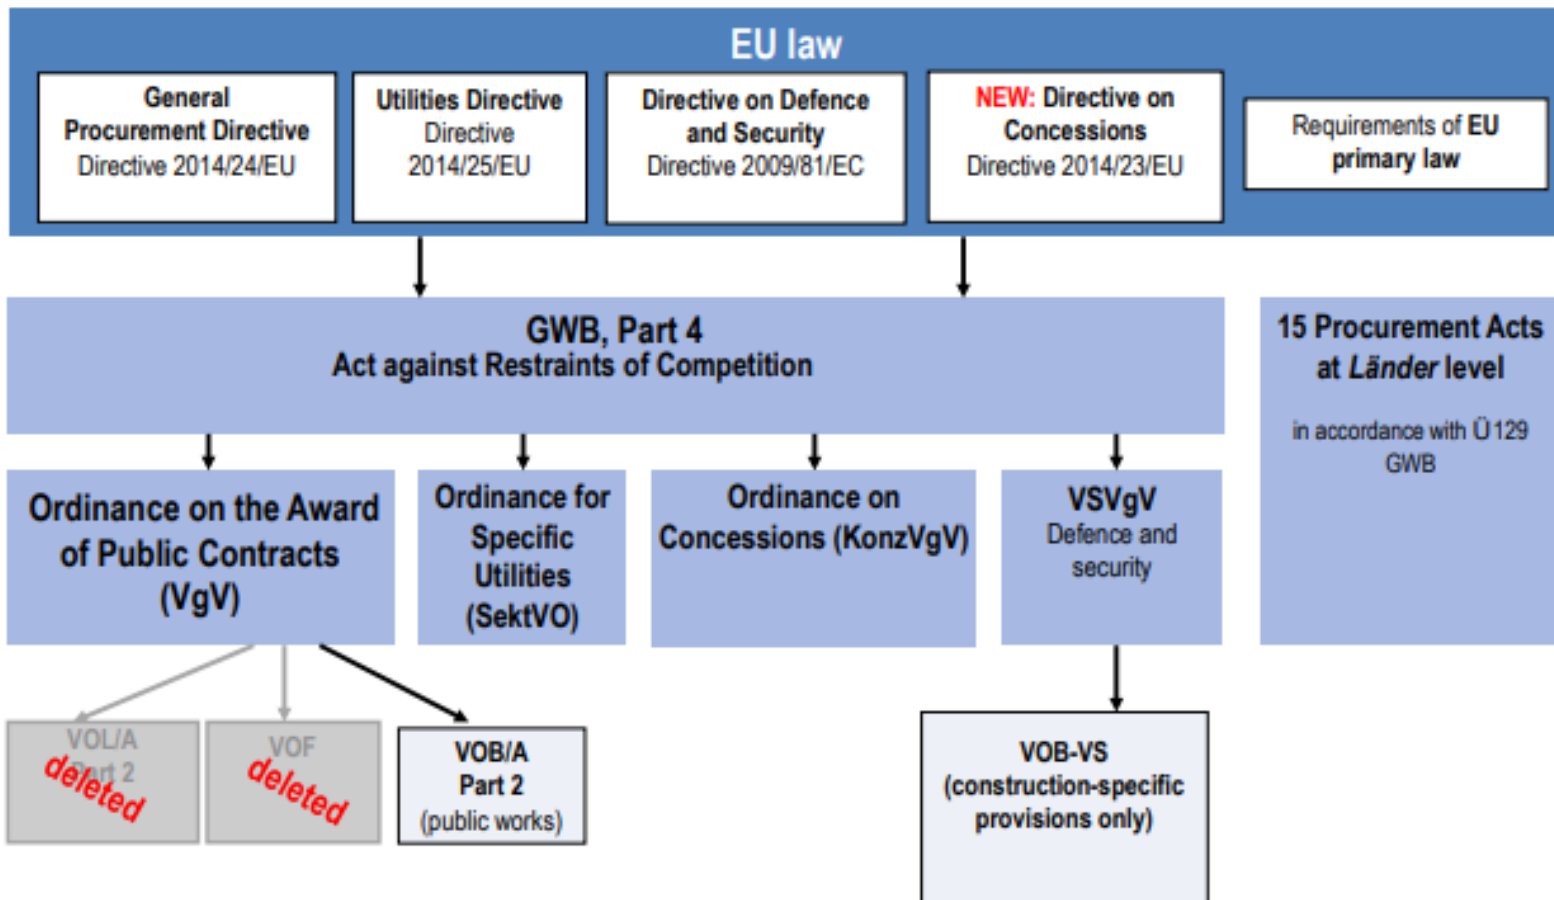 EU law
General
Procurement Directive
Directive 2014/24/EU
Utilities Directive
Directive
2014/25/EU
Directive on Defence
and Security
Directive 2009/81/EC
NEW: Directive on
Concessions
Directive 2014/23/EU
Requirements of EU
primary law
GWB, Part 4
Act against Restraints of Competition
15 Procurement Acts
at Länder level
in accordance with Ü 129
GWB
Ordinance on the Award
of Public Contracts
(VgV)
Ordinance for
Specific
Utilities
(SektVO)
Ordinance on
Concessions (KonzVgV)
VSVgV
Defence and
security
VOL/A
Part 2
deleted
VOF
deleted
VOB/A
Part 2
(public works)
VOB-VS
(construction-specific
provisions only)